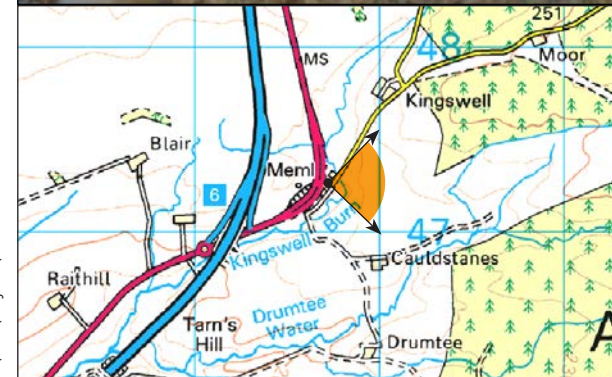 251
48
Moor
MS
Kingswell
Blair
Meml
6
47
Kingswell Burn
Cauldstanes
Raithill
Drumtee
Water
Tarn's
Hill
Drumtee
A